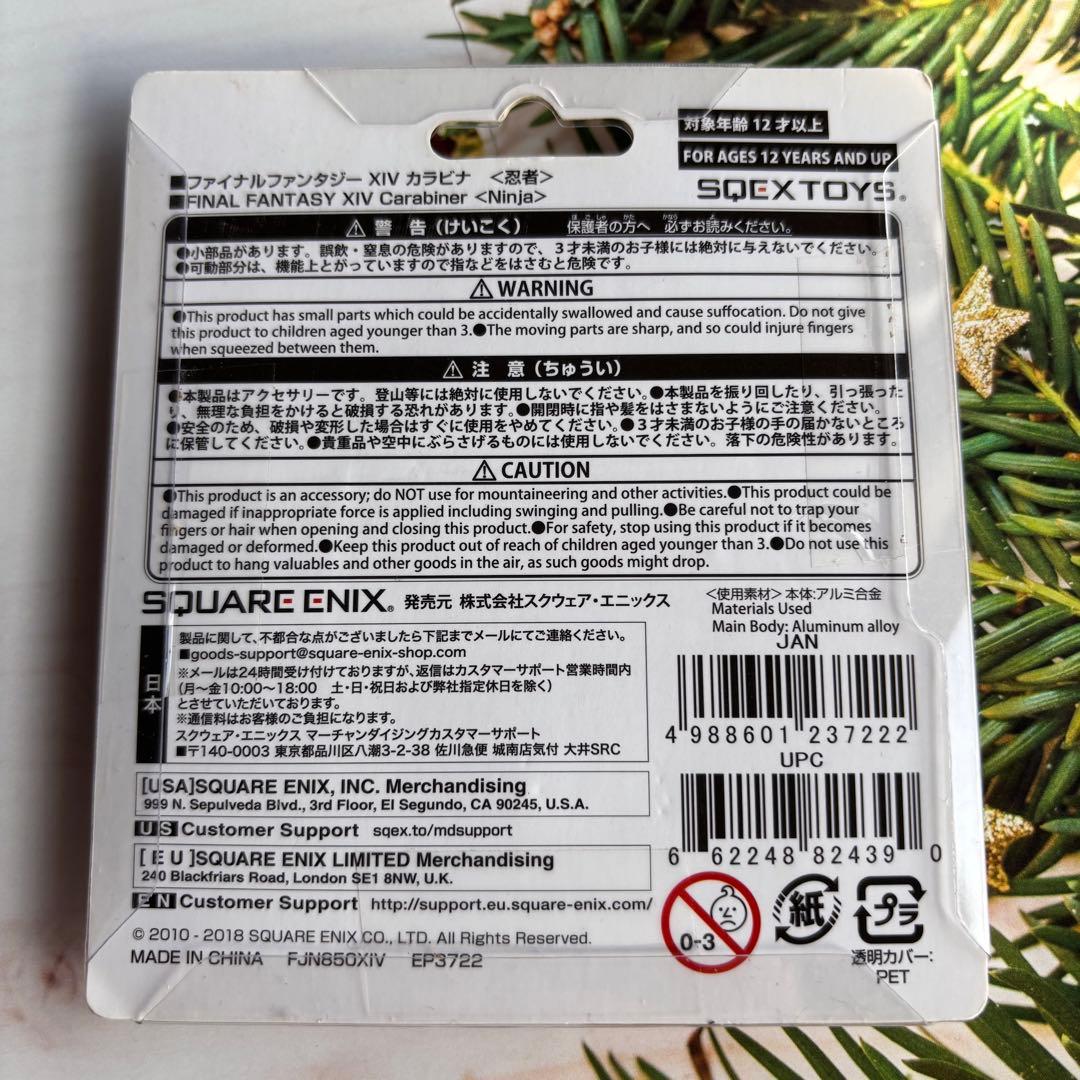 対象年齢 12 才以上
FOR AGES 12 YEARS AND UP
■ファイナルファンタジー XIV カラビナ <忍者>
■FINAL FANTASY XIV Carabiner <Ninja>
SQEX TOYS®
⚠ 警 告(けいこく) 保護者の方へ 必ずお読みください。
●小部品があります。誤飲・窒息の危険がありますので、3才未満のお子様には絶対に与えないでください。
●可動部分は、機能上とがっていますので指などをはさむと危険です。
⚠ WARNING
●This product has small parts which could be accidentally swallowed and cause suffocation. Do not give
this product to children aged younger than 3.●The moving parts are sharp, and so could injure fingers
when squeezed between them.
⚠ 注 意(ちゅうい)
●本製品はアクセサリーです。登山等には絶対に使用しないでください。●本製品を振り回したり、引っ張った
り、無理な負担をかけると破損する恐れがあります。●開閉時に指や髪をはさまないようにご注意ください。
●安全のため、破損や変形した場合はすぐに使用をやめてください。●3才未満のお子様の手の届かないところ
に保管してください。●貴重品や空中にぶらさげるものには使用しないでください。落下の危険性があります。
⚠ CAUTION
●This product is an accessory; do NOT use for mountaineering and other activities.●This product could be
damaged if inappropriate force is applied including swinging and pulling.●Be careful not to trap your
fingers or hair when opening and closing this product.●For safety, stop using this product if it becomes
damaged or deformed.●Keep this product out of reach of children aged younger than 3.●Do not use this
product to hang valuables and other goods in the air, as such goods might drop.
SQUARE ENIX® 発売元 株式会社スクウェア・エニックス
日本
製品に関して、不都合な点がございましたら下記までメールにてご連絡ください。
■goods-support@square-enix-shop.com
※メールは24時間受け付けておりますが、返信はカスタマーサポート営業時間内
(月〜金10:00〜18:00 土・日・祝日および弊社指定休日を除く)
とさせていただいております。
※通信料はお客様のご負担になります。
スクウェア・エニックス マーチャンダイジングカスタマーサポート
■〒140-0003 東京都品川区八潮3-2-38 佐川急便 城南店気付 大井SRC
[USA]SQUARE ENIX, INC. Merchandising
999 N. Sepulveda Blvd., 3rd Floor, El Segundo, CA 90245, U.S.A.
US Customer Support sqex.to/mdsupport
[EU]SQUARE ENIX LIMITED Merchandising
240 Blackfriars Road, London SE1 8NW, U.K.
EN Customer Support http://support.eu.square-enix.com/
© 2010 - 2018 SQUARE ENIX CO., LTD. All Rights Reserved.
MADE IN CHINA FJN850XIV EP3722
<使用素材> 本体:アルミ合金
Materials Used
Main Body: Aluminum alloy
JAN
4 988601 237222
UPC
6 62248 82439 0
0-3
紙
プラ
透明カバー:
PET